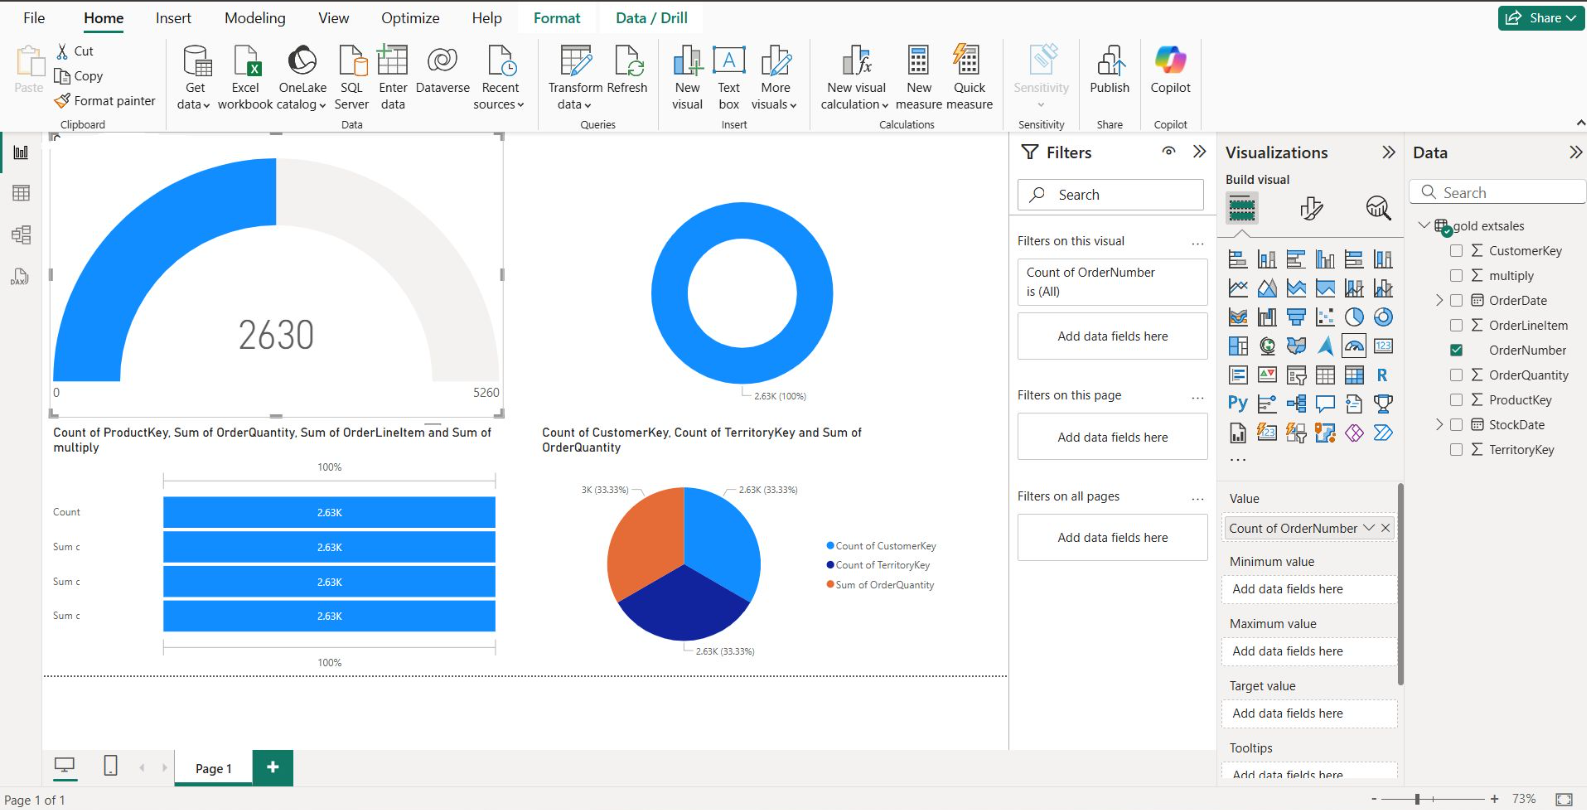 File Home Insert Modeling View Optimize Help Format Data / Drill Share
Paste Cut
Copy
Format painter
Clipboard
Get data Excel workbook OneLake catalog SQL Server Enter data Dataverse Recent sources
Data
Transform data Refresh
Queries
New visual Text box More visuals
Insert
New visual calculation New measure Quick measure
Calculations
Sensitivity
Sensitivity
Publish
Share
Copilot
Copilot
2630
0 5260
2.63K (100%)
Count of ProductKey, Sum of OrderQuantity, Sum of OrderLineItem and Sum of
multiply
100%
Count 2.63K
Sum c 2.63K
Sum c 2.63K
Sum c 2.63K
100%
Count of CustomerKey, Count of TerritoryKey and Sum of
OrderQuantity
3K (33.33%) 2.63K (33.33%)
Count of CustomerKey
Count of TerritoryKey
Sum of OrderQuantity
2.63K (33.33%)
Filters
Search
Filters on this visual ...
Count of OrderNumber
is (All)
Add data fields here
Filters on this page ...
Add data fields here
Filters on all pages ...
Add data fields here
Visualizations
Build visual
123
R
Py
123
...
Value
Count of OrderNumber
Minimum value
Add data fields here
Maximum value
Add data fields here
Target value
Add data fields here
Tooltips
Add data fields here
Data
Search
gold extsales
CustomerKey
multiply
OrderDate
OrderLineItem
OrderNumber
OrderQuantity
ProductKey
StockDate
TerritoryKey
DAX
Page 1 +
Page 1 of 1 - + 73%